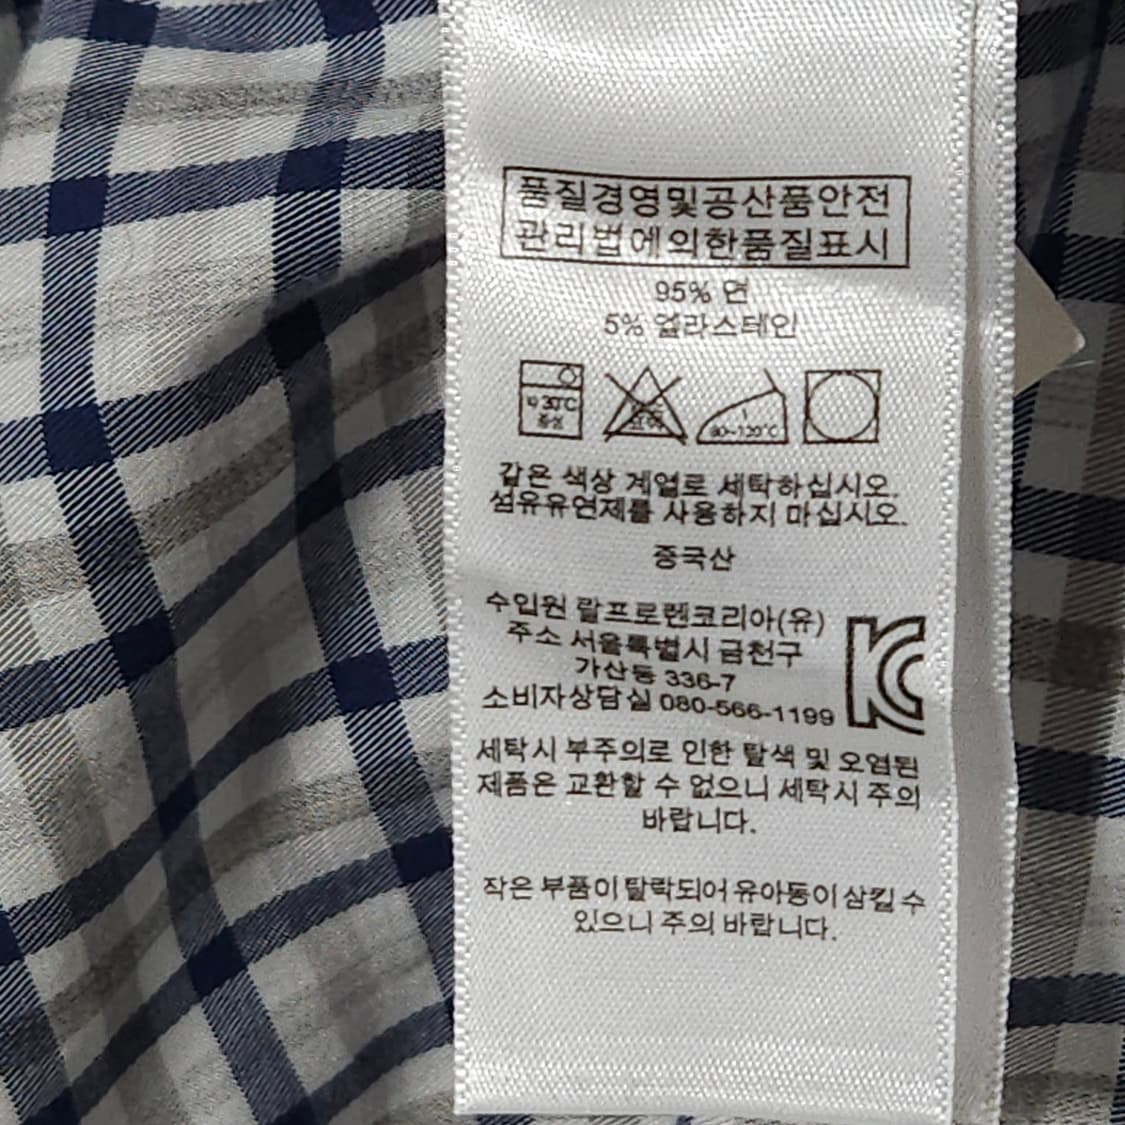 품질경영및공산품안전
관리법에의한품질표시
95% 면
5% 엘라스테인
약 30℃
중성
표백
80~120℃
같은 색상 계열로 세탁하십시오.
섬유유연제를 사용하지 마십시오.
중국산
수입원 랄프로렌코리아(유)
주소 서울특별시 금천구
가산동 336-7
소비자상담실 080-566-1199
세탁시 부주의로 인한 탈색 및 오염된
제품은 교환할 수 없으니 세탁시 주의
바랍니다.
작은 부품이 탈락되어 유아동이 삼킬 수
있으니 주의 바랍니다.